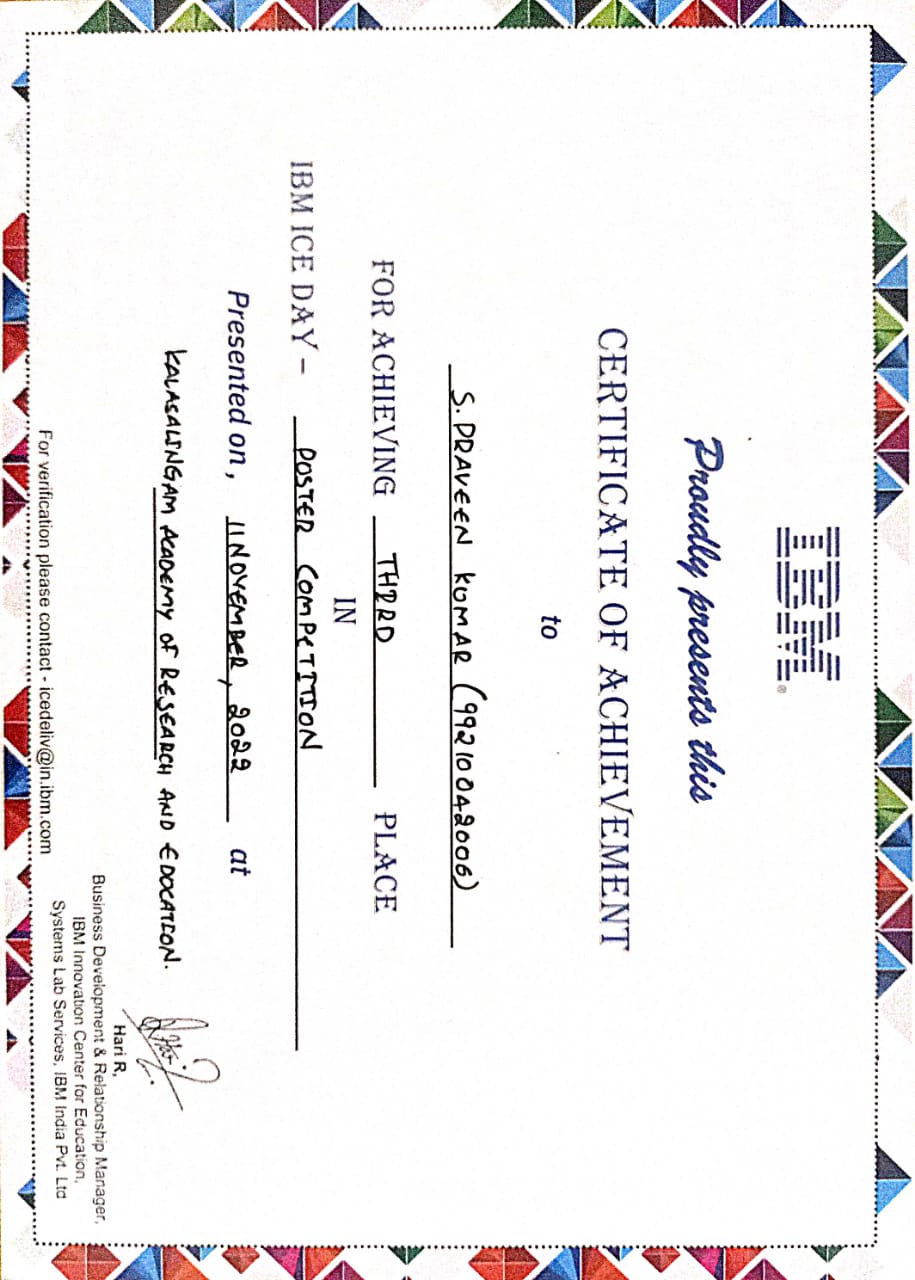 IBM®
Proudly presents this
CERTIFICATE OF ACHIEVEMENT
to
S. PRAVEEN KUMAR (99210042006)
FOR ACHIEVING THIRD PLACE
IN
IBM ICE DAY – POSTER COMPETITION
Presented on, 11 NOVEMBER, 2022 at
KALASALINGAM ACADEMY OF RESEARCH AND EDUCATION.
Hari R,
Business Development & Relationship Manager,
IBM Innovation Center for Education,
Systems Lab Services, IBM India Pvt. Ltd
For verification please contact - icedeliv@in.ibm.com